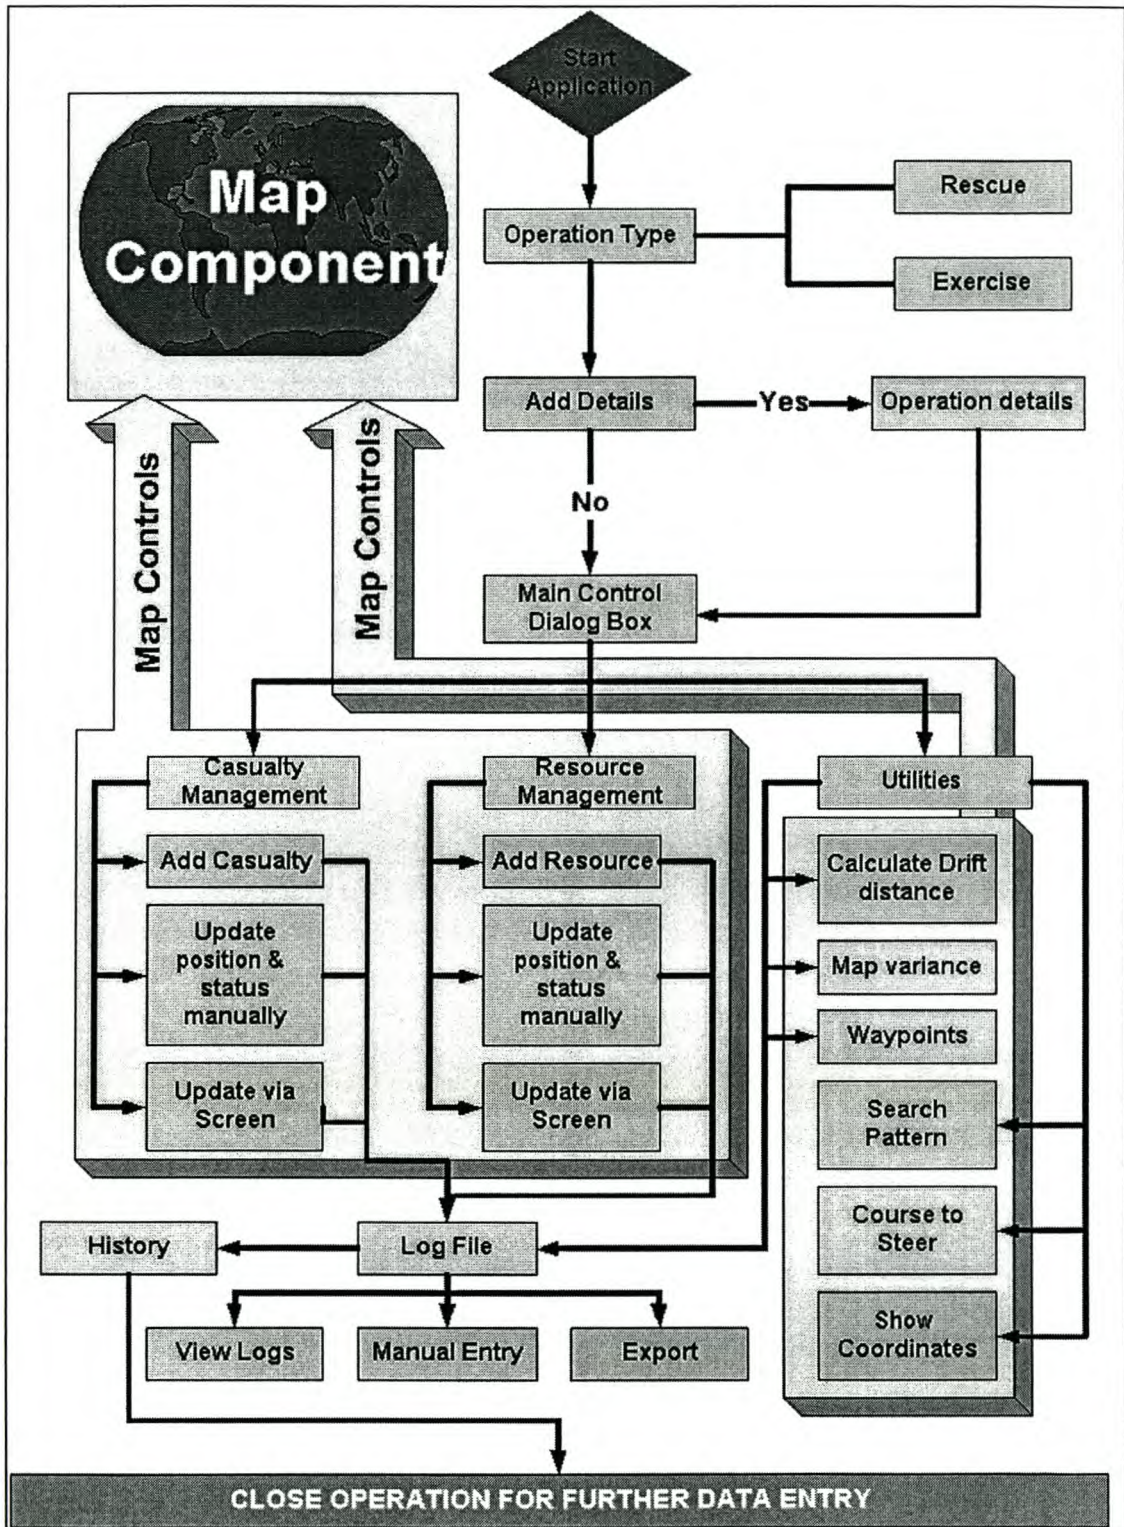 Start
Application
Map
Component
Rescue
Operation Type
Exercise
Add Details
Yes
Operation details
Map Controls
Map Controls
No
Main Control
Dialog Box
Casualty
Management
Resource
Management
Utilities
Add Casualty
Add Resource
Calculate Drift
distance
Update
position &
status
manually
Update
position &
status
manually
Map variance
Waypoints
Update via
Screen
Update via
Screen
Search
Pattern
Course to
Steer
History
Log File
Show
Coordinates
View Logs
Manual Entry
Export
CLOSE OPERATION FOR FURTHER DATA ENTRY